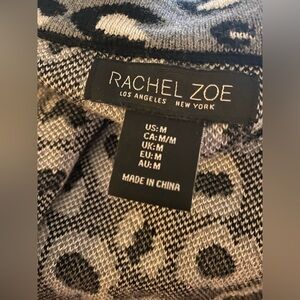 RACHEL ZOE
LOS ANGELES NEW YORK
US: M
CA: M/M
UK: M
EU: M
AU: M
MADE IN CHINA